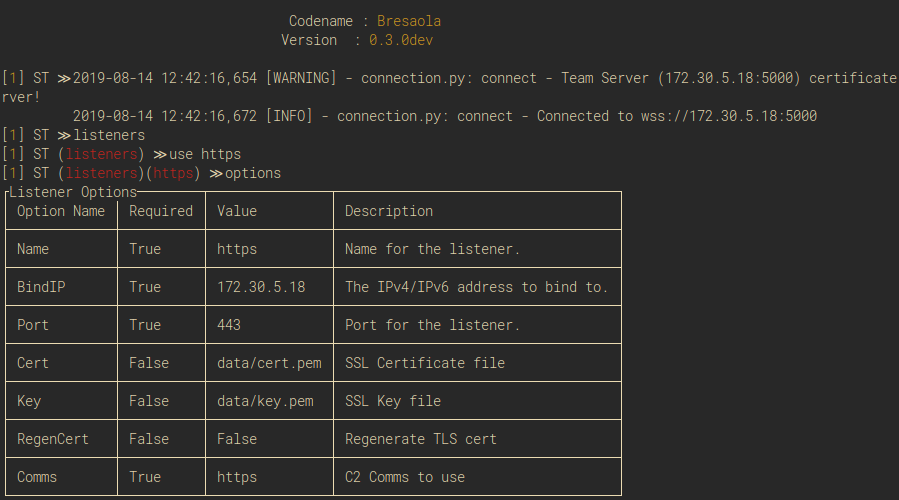 Codename : Bresaola
Version : 0.3.0dev
[1] ST ≫2019-08-14 12:42:16,654 [WARNING] - connection.py: connect - Team Server (172.30.5.18:5000) certificate
rver!
2019-08-14 12:42:16,672 [INFO] - connection.py: connect - Connected to wss://172.30.5.18:5000
[1] ST ≫listeners
[1] ST (listeners) ≫use https
[1] ST (listeners)(https) ≫options
Listener Options
Option Name Required Value Description
Name True https Name for the listener.
BindIP True 172.30.5.18 The IPv4/IPv6 address to bind to.
Port True 443 Port for the listener.
Cert False data/cert.pem SSL Certificate file
Key False data/key.pem SSL Key file
RegenCert False False Regenerate TLS cert
Comms True https C2 Comms to use